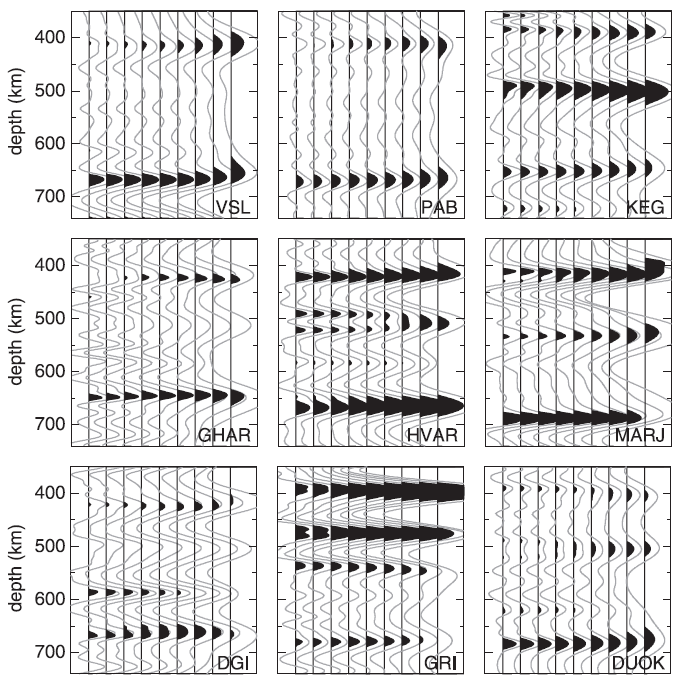 400
500
600
700
depth (km)
VSL
PAB
KEG
400
500
600
700
depth (km)
GHAR
HVAR
MARJ
400
500
600
700
depth (km)
DGI
GRI
DUOK